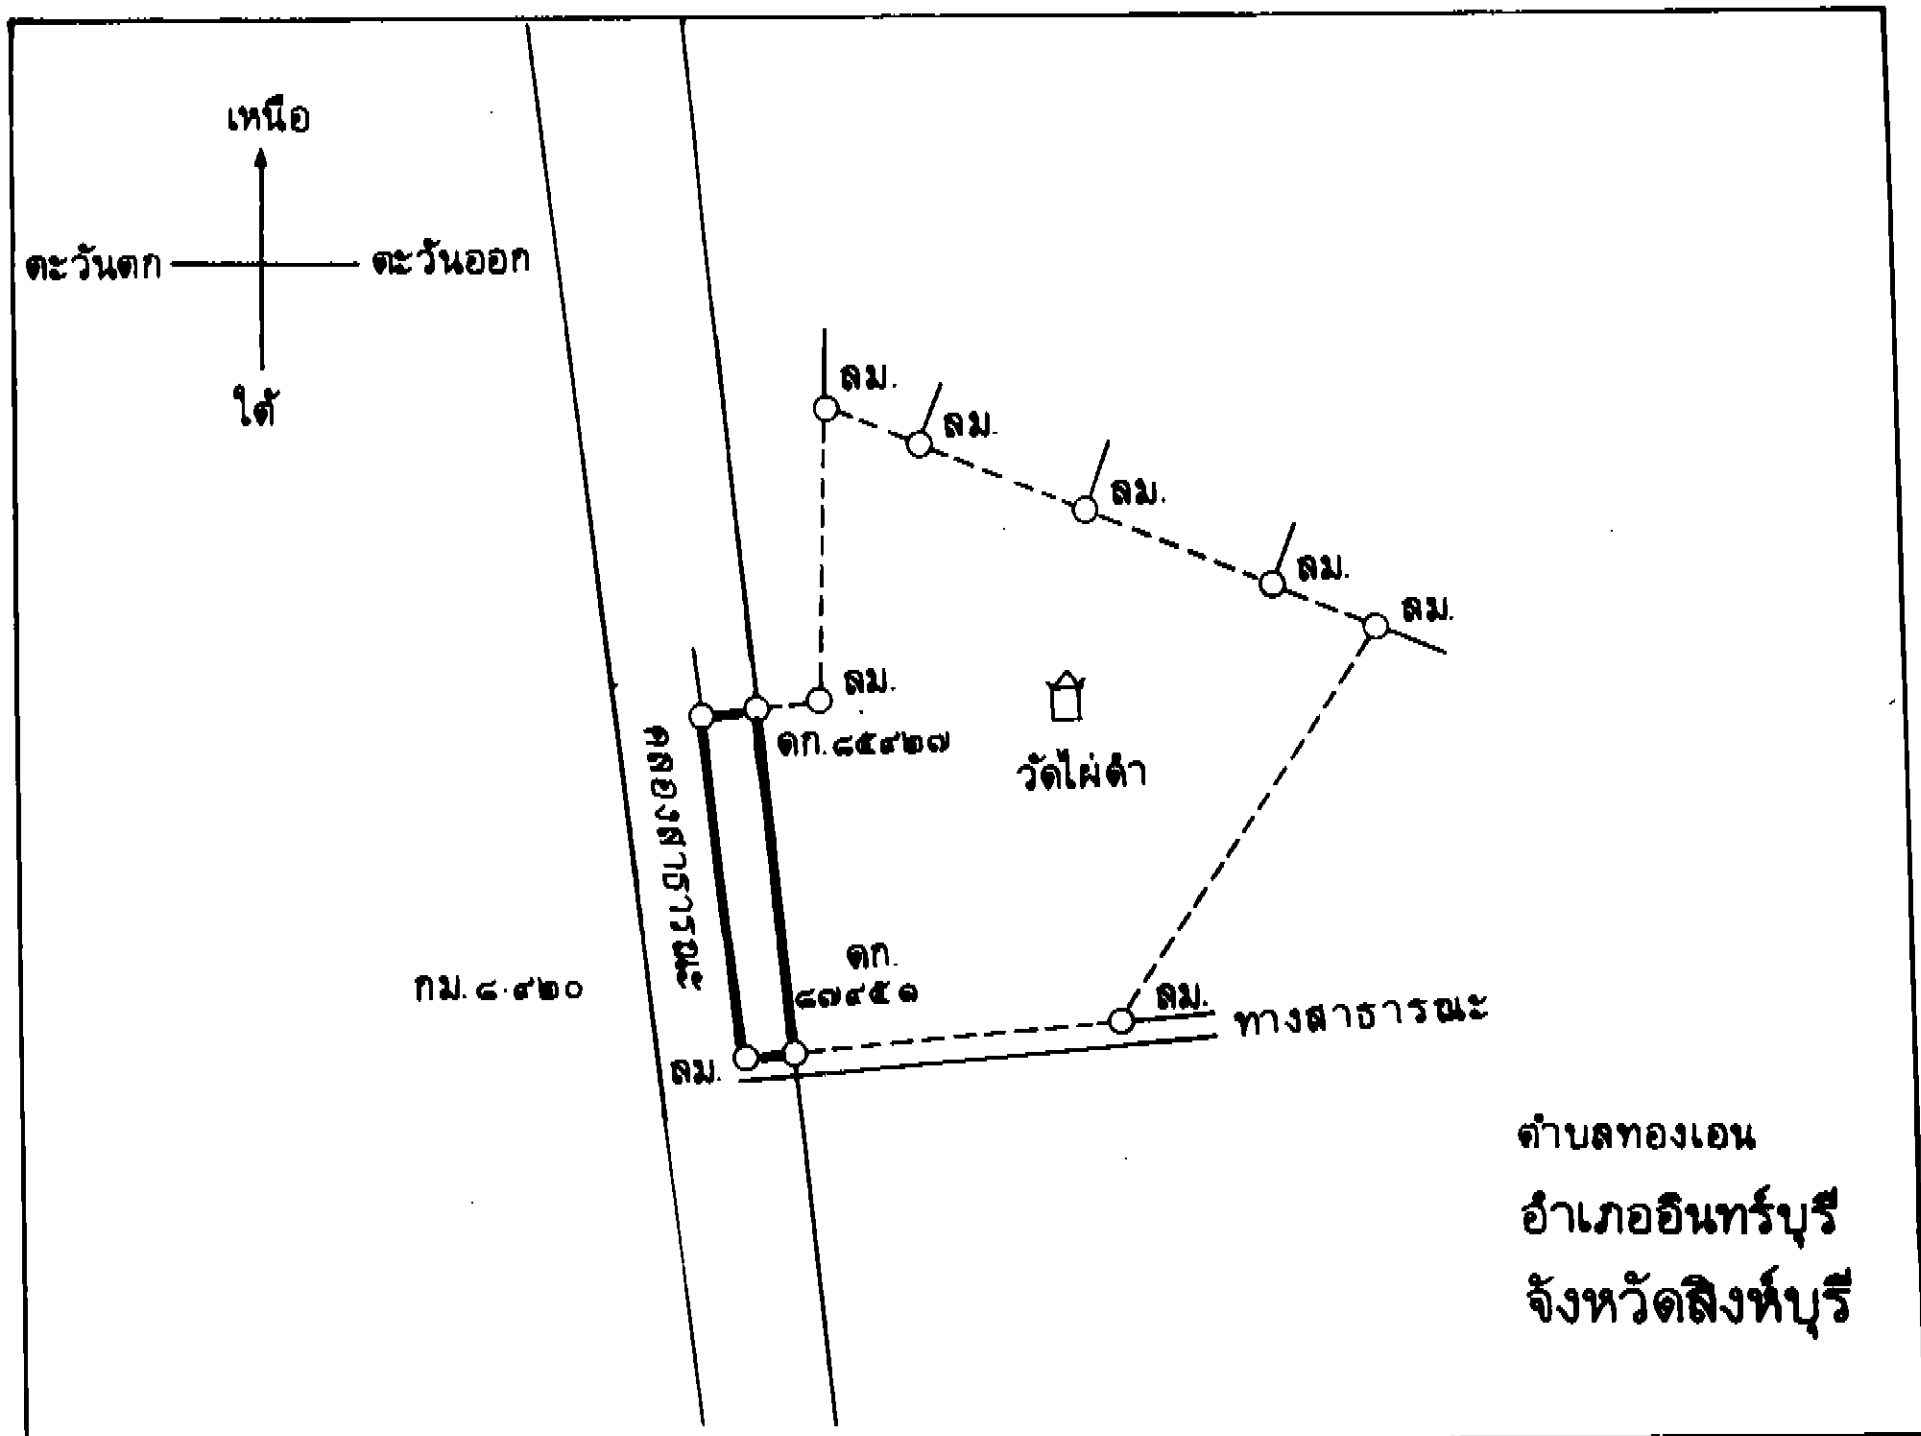 เหนือ
ตะวันตก
ตะวันออก
ใต้
ลม.
ลม.
ลม.
ลม.
ลม.
ลม.
ดก.๘๕๙๒๗
วัดไผ่ดำ
คลองสาธารณะ
กม. ๘.๙๒๐
ดก.
๘๗๙๕๑
ลม.
ทางสาธารณะ
ลม.
ตำบลทองเอน
อำเภออินทร์บุรี
จังหวัดสิงห์บุรี